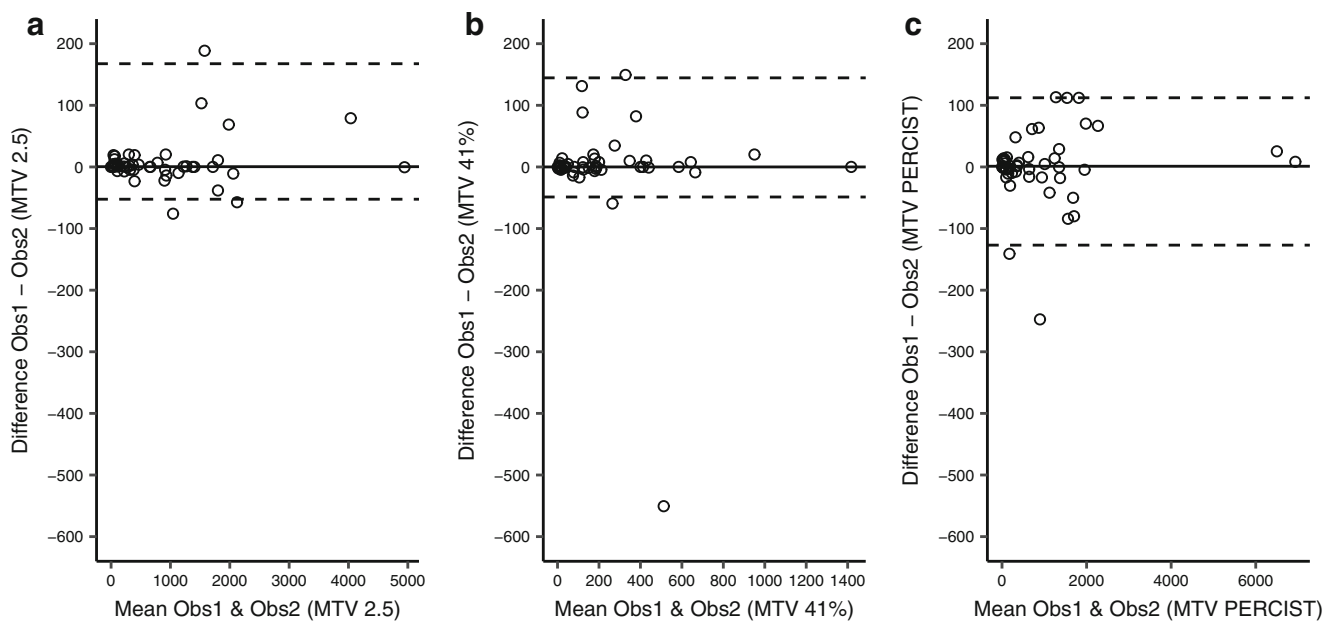 a
Difference Obs1 – Obs2 (MTV 2.5)
200
100
0
−100
−200
−300
−400
−500
−600
0 1000 2000 3000 4000 5000
Mean Obs1 & Obs2 (MTV 2.5)
b
Difference Obs1 – Obs2 (MTV 41%)
200
100
0
−100
−200
−300
−400
−500
−600
0 200 400 600 800 1000 1200 1400
Mean Obs1 & Obs2 (MTV 41%)
c
Difference Obs1 – Obs2 (MTV PERCIST)
200
100
0
−100
−200
−300
−400
−500
−600
0 2000 4000 6000
Mean Obs1 & Obs2 (MTV PERCIST)